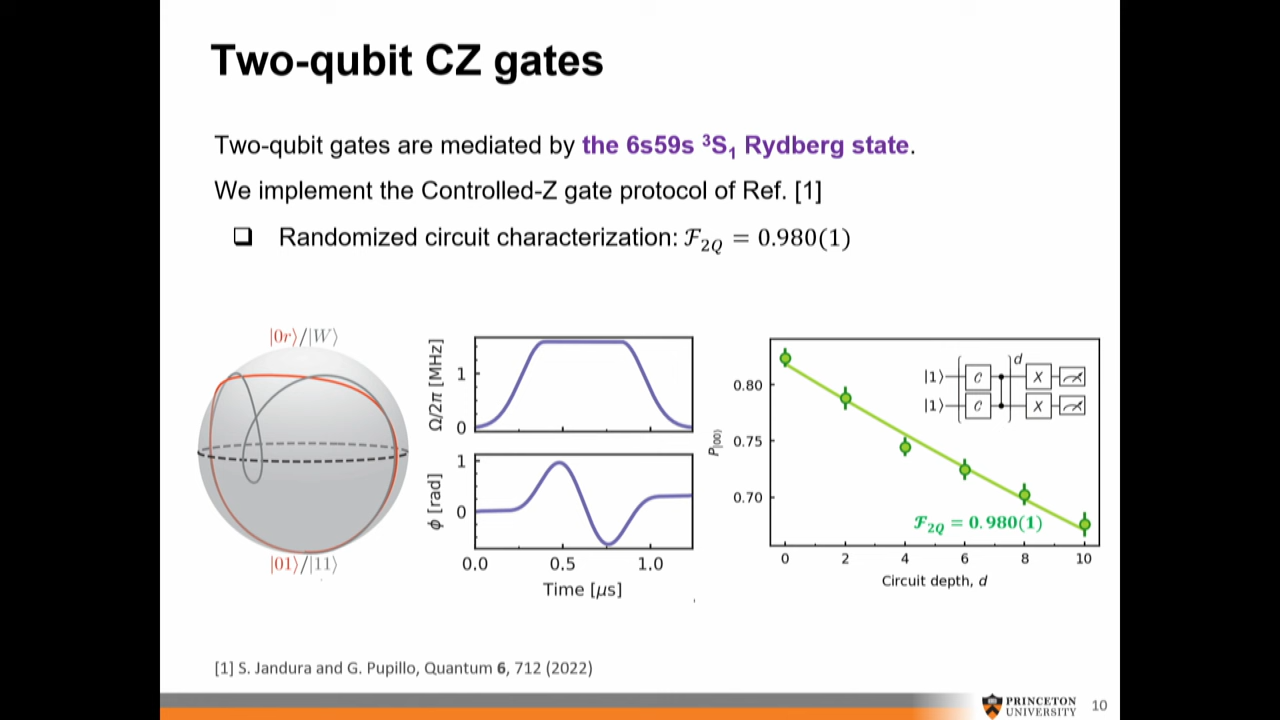 Two-qubit CZ gates
Two-qubit gates are mediated by the 6s59s ³S₁ Rydberg state.
We implement the Controlled-Z gate protocol of Ref. [1]
❑ Randomized circuit characterization: ℱ₂Q = 0.980(1)
|0r⟩/|W⟩
|01⟩/|11⟩
Ω/2π [MHz]
1
0
ϕ [rad]
1
0
0.0 0.5 1.0
Time [μs]
P|00⟩
0.80
0.75
0.70
|1⟩ C X
|1⟩ C X
d
ℱ₂Q = 0.980(1)
0 2 4 6 8 10
Circuit depth, d
[1] S. Jandura and G. Pupillo, Quantum 6, 712 (2022)
PRINCETON
UNIVERSITY
10